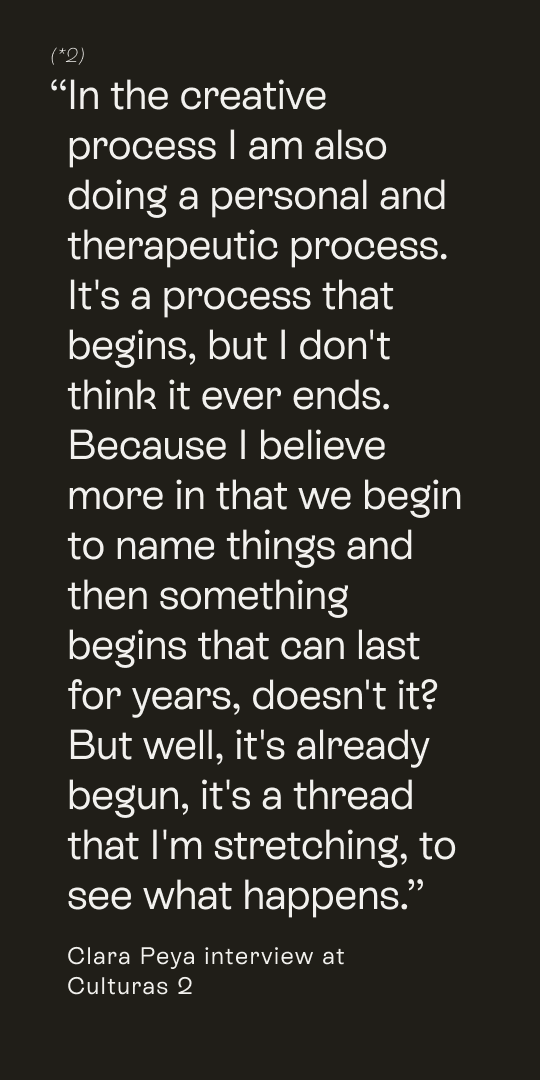 (*2)
“In the creative
process I am also
doing a personal and
therapeutic process.
It's a process that
begins, but I don't
think it ever ends.
Because I believe
more in that we begin
to name things and
then something
begins that can last
for years, doesn't it?
But well, it's already
begun, it's a thread
that I'm stretching, to
see what happens.”
Clara Peya interview at
Culturas 2